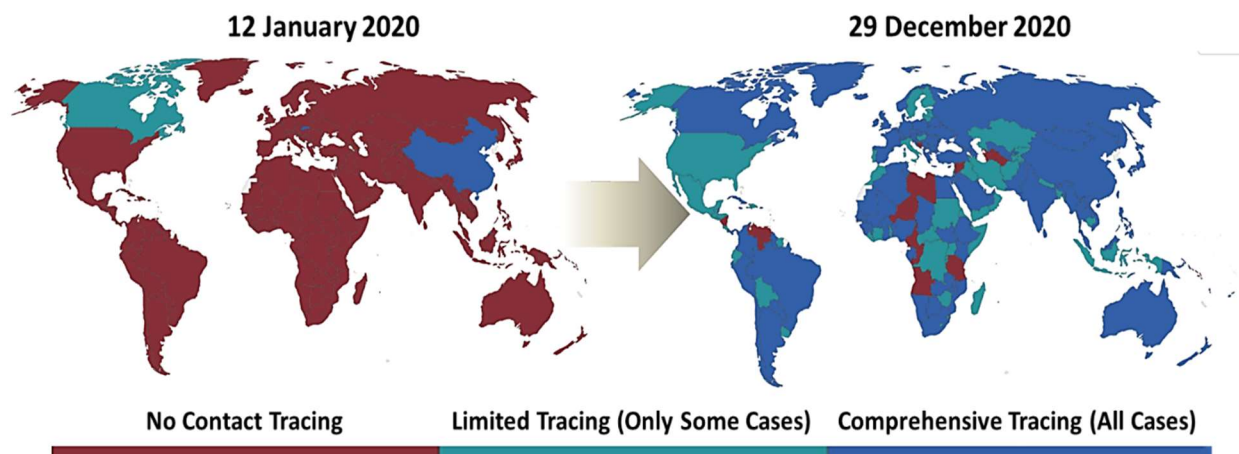 12 January 2020
29 December 2020
No Contact Tracing
Limited Tracing (Only Some Cases)
Comprehensive Tracing (All Cases)